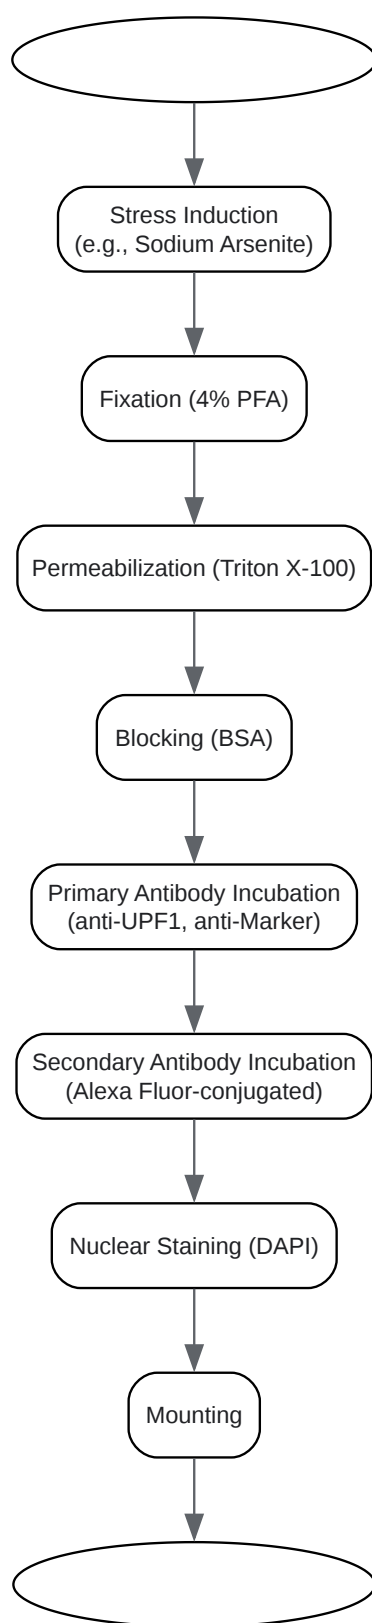 Stress Induction
(e.g., Sodium Arsenite)
Fixation (4% PFA)
Permeabilization (Triton X-100)
Blocking (BSA)
Primary Antibody Incubation
(anti-UPF1, anti-Marker)
Secondary Antibody Incubation
(Alexa Fluor-conjugated)
Nuclear Staining (DAPI)
Mounting